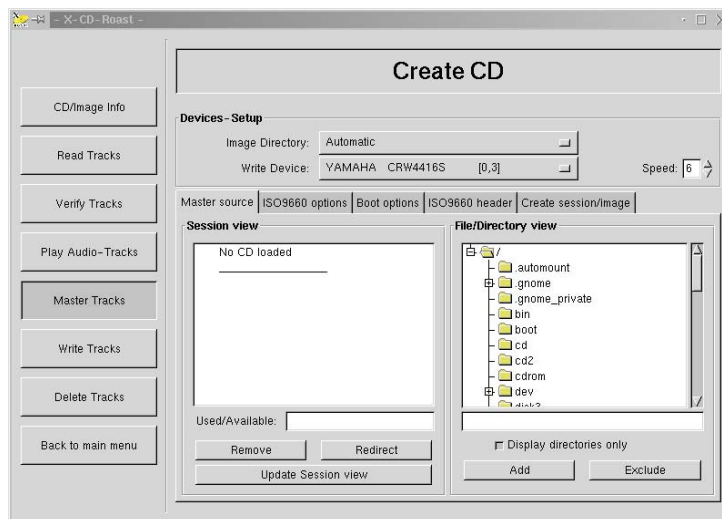 - X-CD-Roast -
Create CD
CD/Image Info
Read Tracks
Verify Tracks
Play Audio-Tracks
Master Tracks
Write Tracks
Delete Tracks
Back to main menu
Devices-Setup
Image Directory: Automatic
Write Device: YAMAHA CRW4416S [0,3]
Speed: 6
Master source ISO9660 options Boot options ISO9660 header Create session/image
Session view
No CD loaded
Used/Available:
Remove Redirect
Update Session view
File/Directory view
/
.automount
.gnome
.gnome_private
bin
boot
cd
cd2
cdrom
dev
disk3
Display directories only
Add Exclude